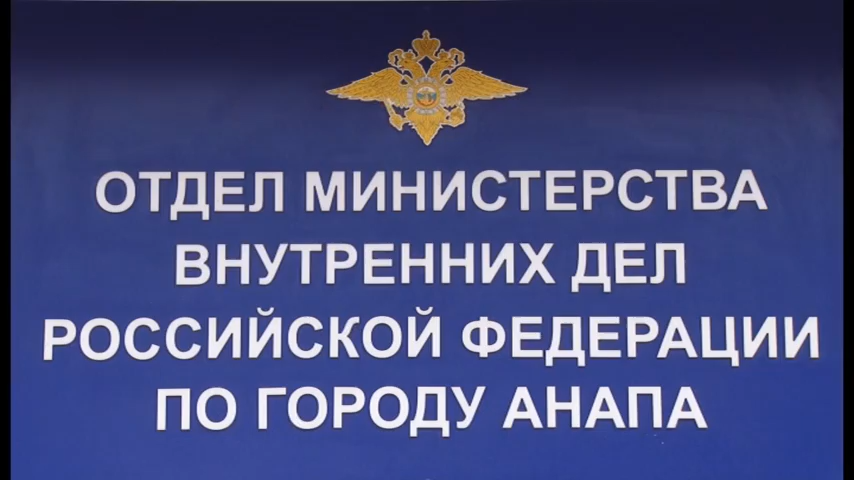 ОТДЕЛ МИНИСТЕРСТВА
ВНУТРЕННИХ ДЕЛ
РОССИЙСКОЙ ФЕДЕРАЦИИ
ПО ГОРОДУ АНАПА